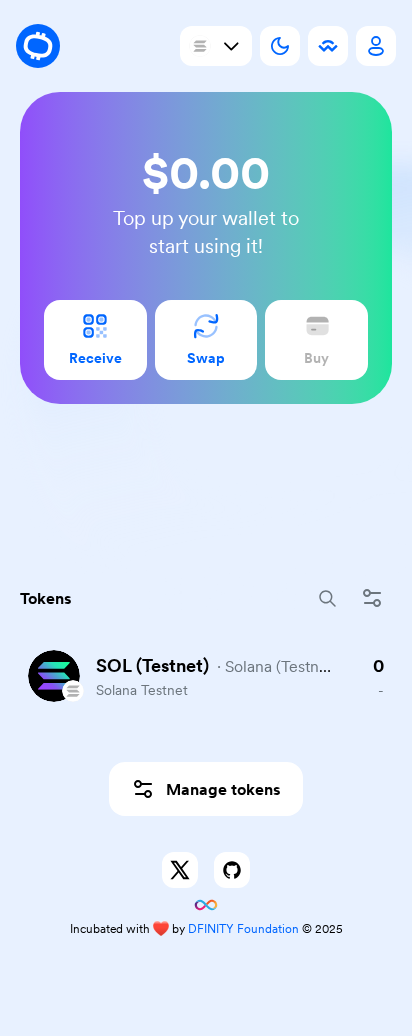 $0.00
Top up your wallet to
start using it!
Receive
Swap
Buy
Tokens
SOL (Testnet) · Solana (Testn... 0
Solana Testnet -
Manage tokens
Incubated with ❤️ by DFINITY Foundation © 2025